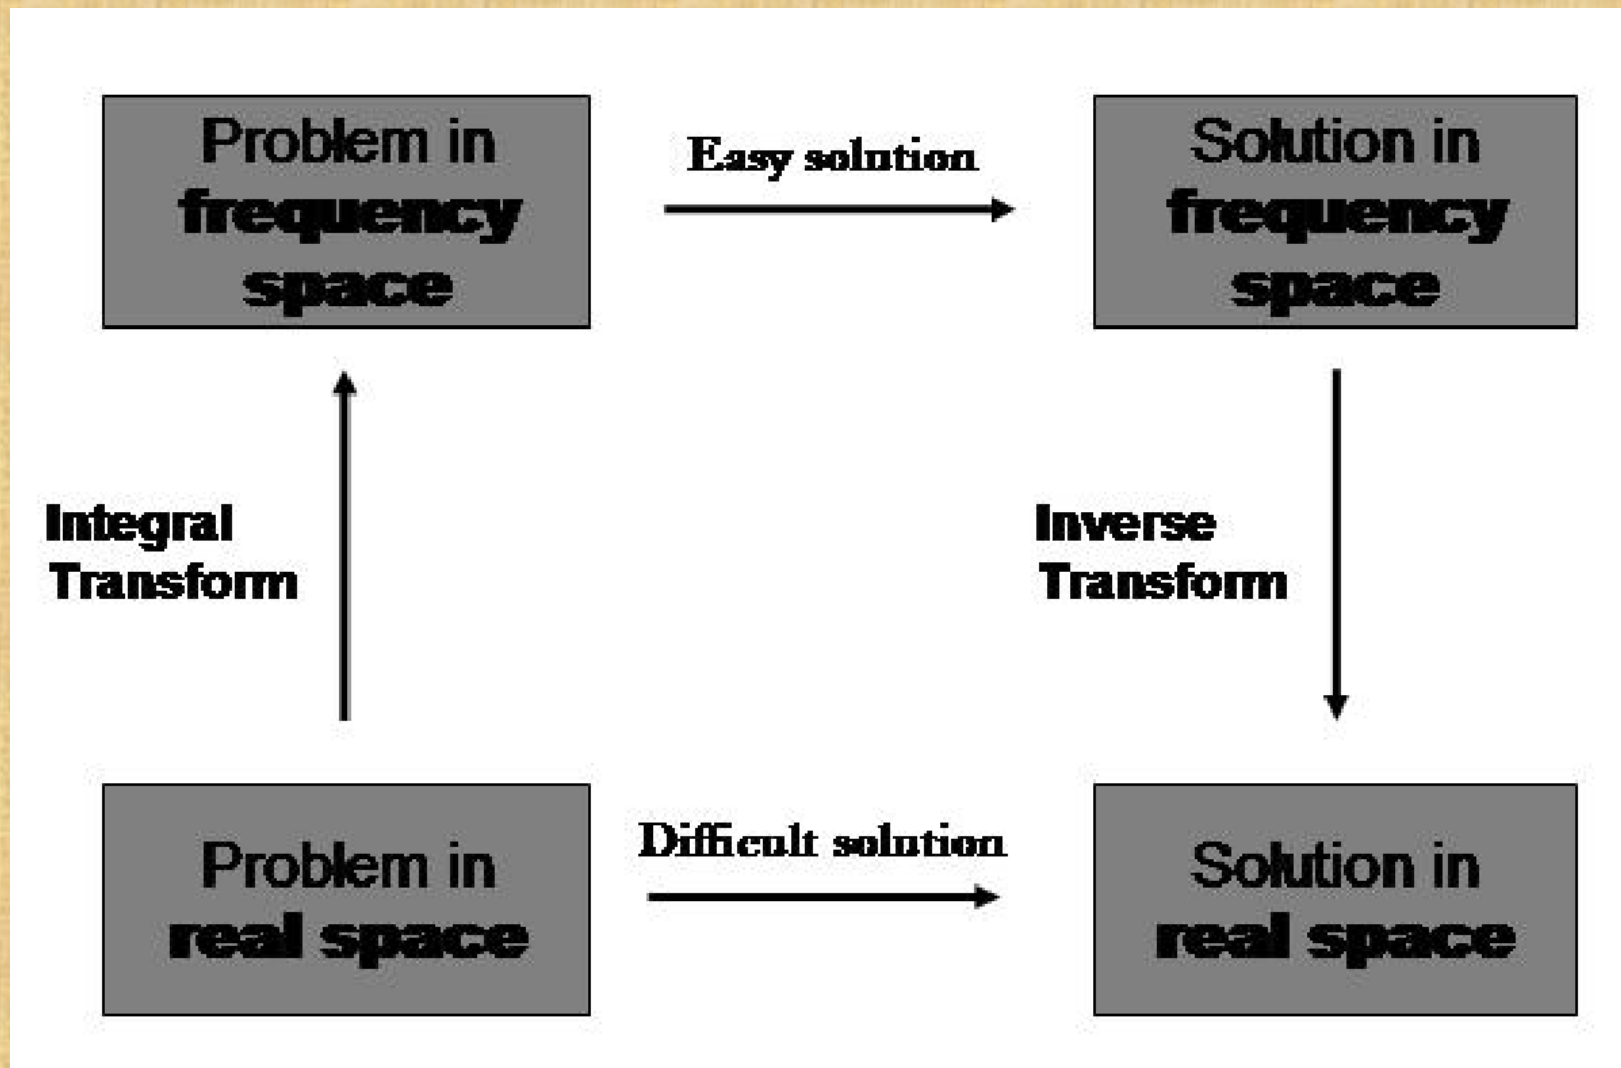 Problem in
frequency
space
Easy solution
Solution in
frequency
space
Integral
Transform
Inverse
Transform
Problem in
real space
Difficult solution
Solution in
real space